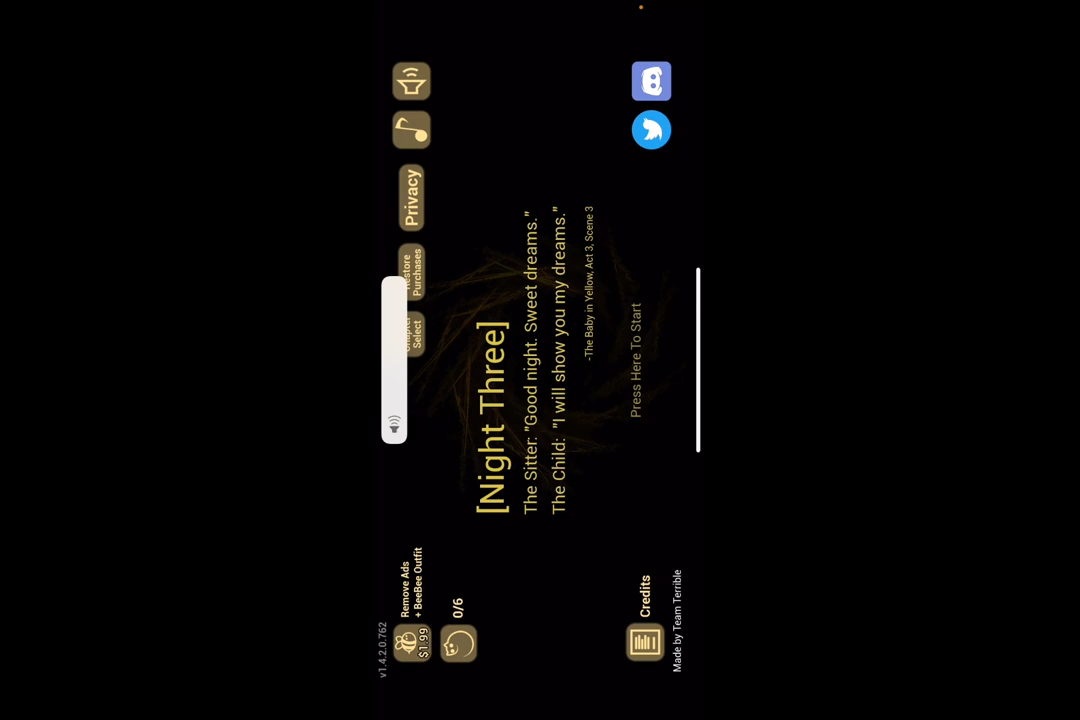 v1.4.2.0.762
$1.99
Remove Ads
+ BeeBee Outfit
0/6
Select
Purchases
Privacy
[Night Three]
The Sitter: "Good night. Sweet dreams."
The Child: "I will show you my dreams."
-The Baby in Yellow, Act 3, Scene 3
Press Here To Start
Credits
Made by Team Terrible